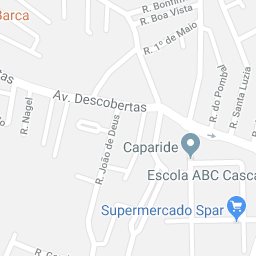 R. Bonfim
R. Boa Vista
Barca
R. 1º de Maio
R. do Pombal
R. Santa Luzia
tas
Av. Descobertas
R. Nagel
R. João de Deus
Caparide
Escola ABC Casca
Supermercado Spar